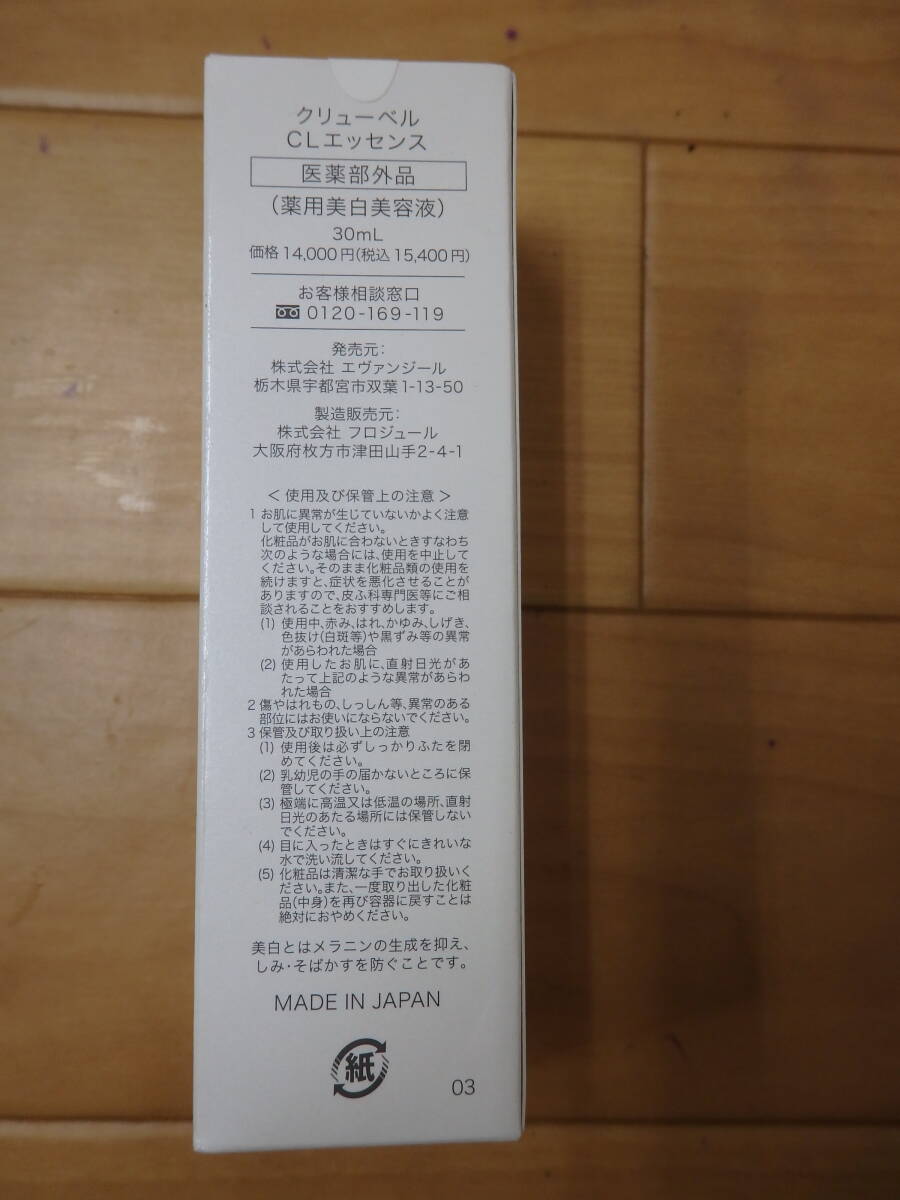 クリューベル
CLエッセンス
医薬部外品
（薬用美白美容液）
30mL
価格 14,000円（税込 15,400円）
お客様相談窓口
0120-169-119
発売元：
株式会社 エヴァンジール
栃木県宇都宮市双葉1-13-50
製造販売元：
株式会社 フロジュール
大阪府枚方市津田山手2-4-1
＜ 使用及び保管上の注意 ＞
1 お肌に異常が生じていないかよく注意
して使用してください。
化粧品がお肌に合わないときすなわち
次のような場合には、使用を中止して
ください。そのまま化粧品類の使用を
続けますと、症状を悪化させることが
ありますので、皮ふ科専門医等にご相
談されることをおすすめします。
(1) 使用中、赤み、はれ、かゆみ、しげき、
色抜け（白斑等）や黒ずみ等の異常
があらわれた場合
(2) 使用したお肌に、直射日光があ
たって上記のような異常があらわ
れた場合
2 傷やはれもの、しっしん等、異常のある
部位にはお使いにならないでください。
3 保管及び取り扱い上の注意
(1) 使用後は必ずしっかりふたを閉
めてください。
(2) 乳幼児の手の届かないところに保
管してください。
(3) 極端に高温又は低温の場所、直射
日光のあたる場所には保管しない
でください。
(4) 目に入ったときはすぐにきれいな
水で洗い流してください。
(5) 化粧品は清潔な手でお取り扱いく
ださい。また、一度取り出した化粧
品（中身）を再び容器に戻すことは
絶対におやめください。
美白とはメラニンの生成を抑え、
しみ・そばかすを防ぐことです。
MADE IN JAPAN
紙
03